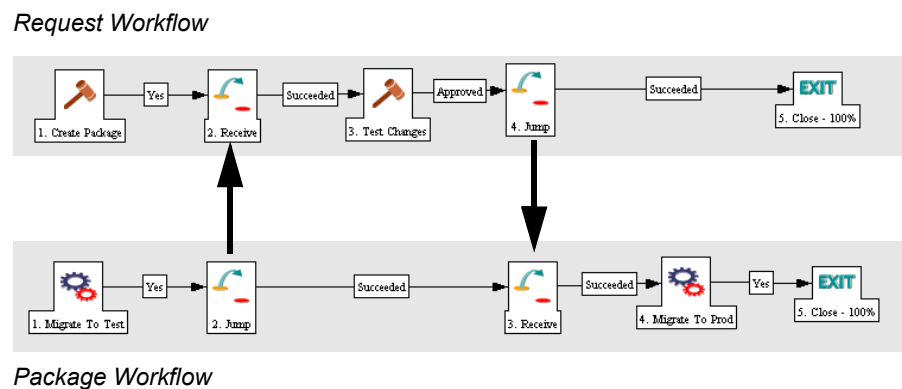 Request Workflow
1. Create Package
Yes
2. Receive
Succeeded
3. Test Changes
Approved
4. Jump
Succeeded
EXIT
5. Close - 100%
1. Migrate To Test
Yes
2. Jump
Succeeded
3. Receive
Succeeded
4. Migrate To Prod
Yes
EXIT
5. Close - 100%
Package Workflow